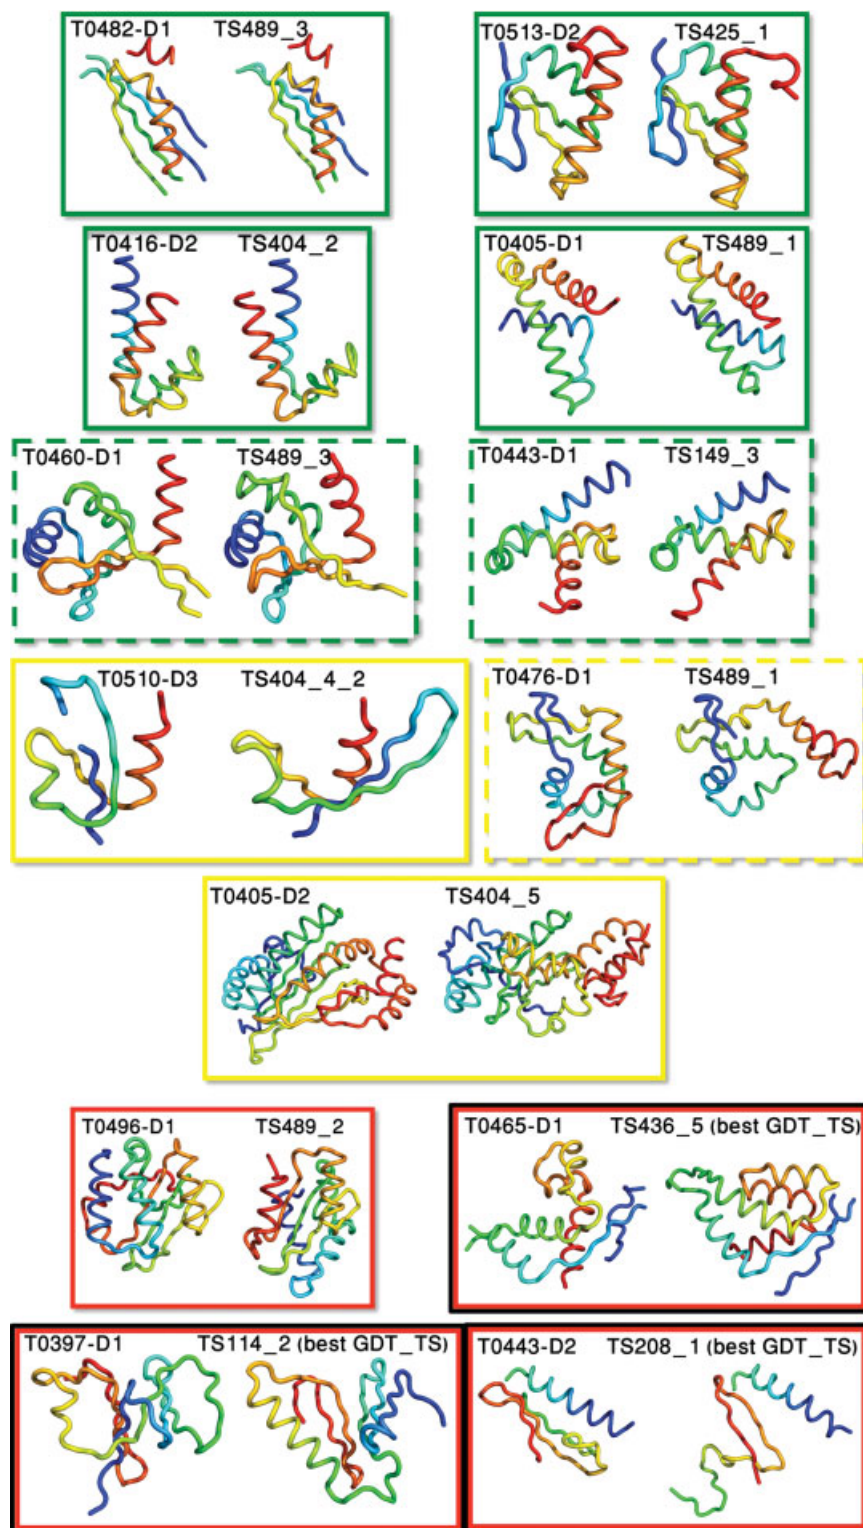 T0482-D1 TS489_3
T0513-D2 TS425_1
T0416-D2 TS404_2
T0405-D1 TS489_1
T0460-D1 TS489_3
T0443-D1 TS149_3
T0510-D3 TS404_4_2
T0476-D1 TS489_1
T0405-D2 TS404_5
T0496-D1 TS489_2
T0465-D1 TS436_5 (best GDT_TS)
T0397-D1 TS114_2 (best GDT_TS)
T0443-D2 TS208_1 (best GDT_TS)